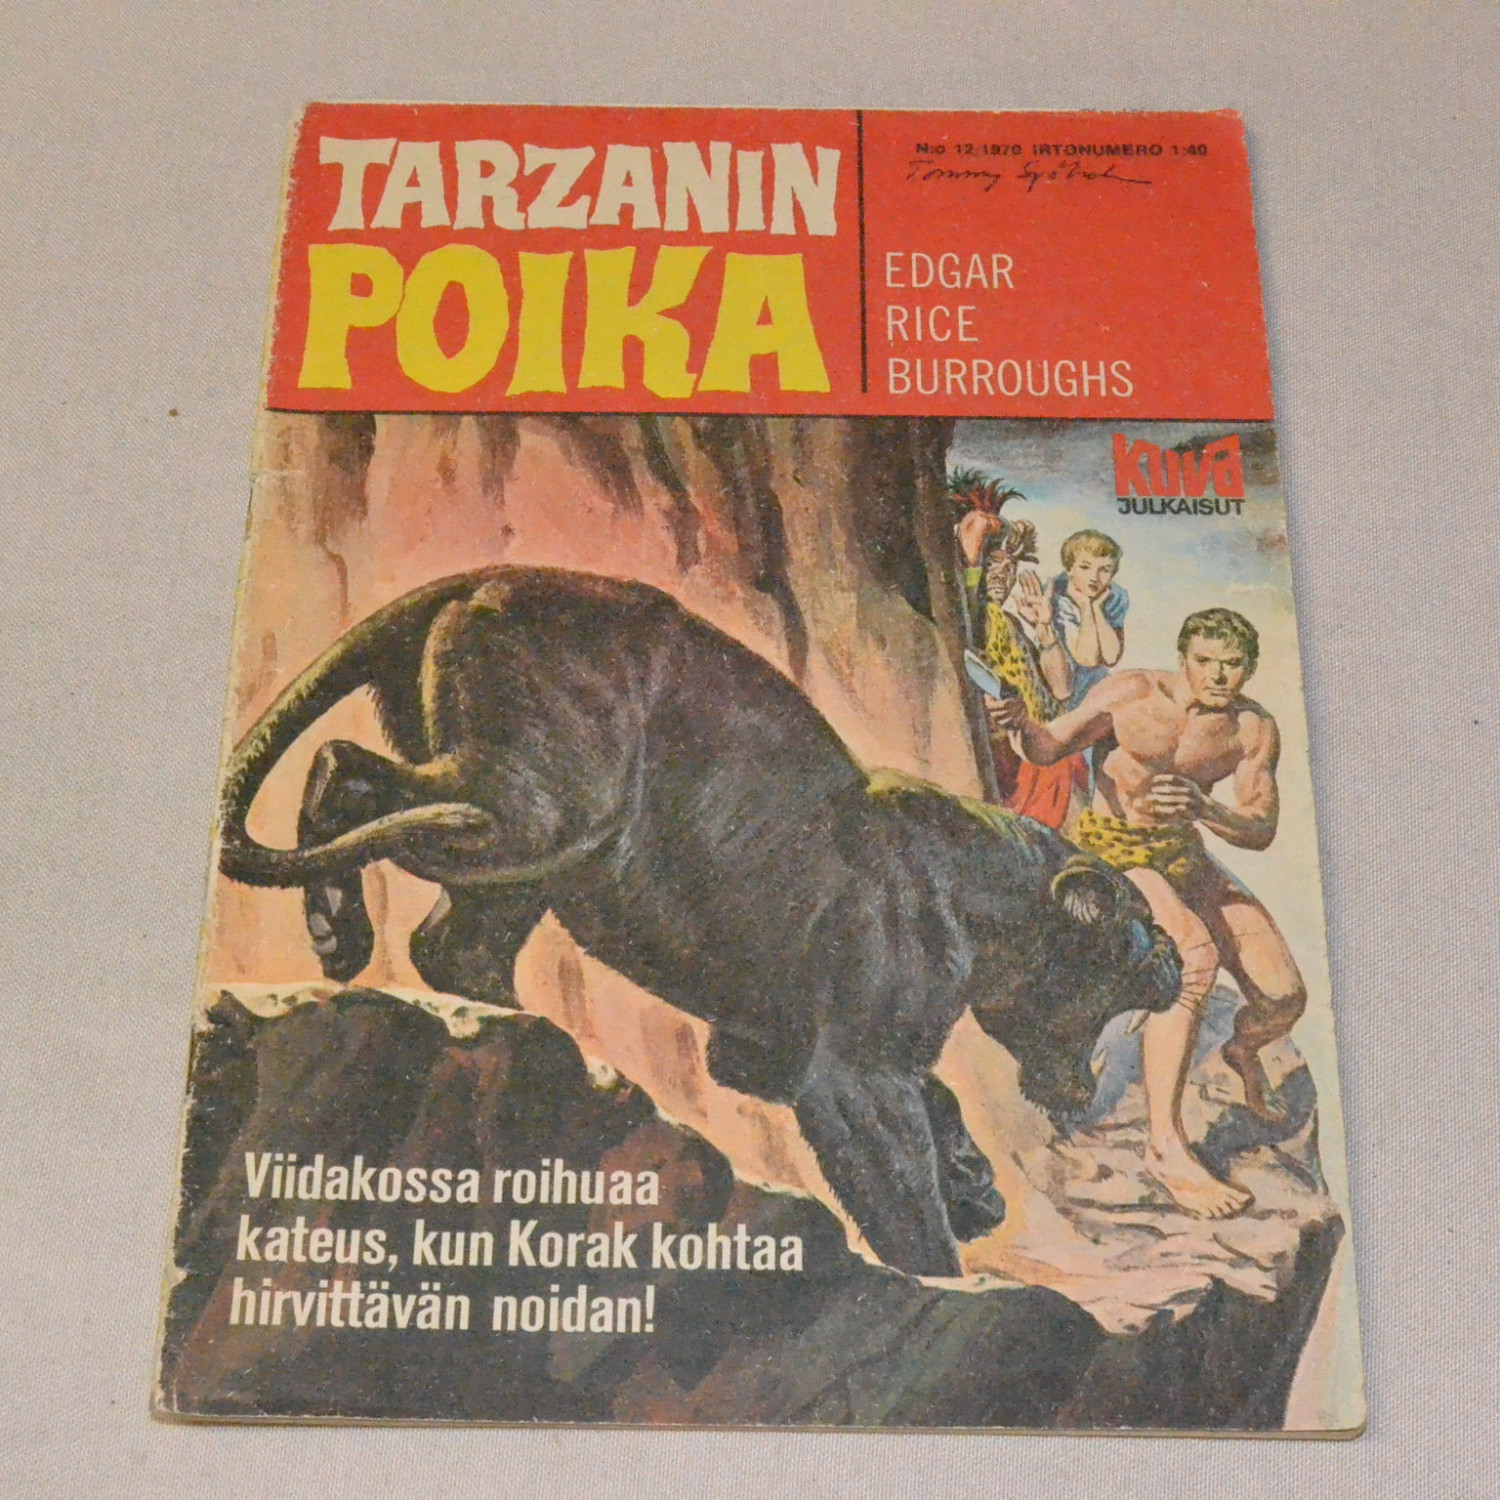 TARZANIN
POIKA
N:o 12/1970 IRTONUMERO 1:40
Tommy
EDGAR
RICE
BURROUGHS
Kuva
JULKAISUT
Viidakossa roihuaa
kateus, kun Korak kohtaa
hirvittävän noidan!